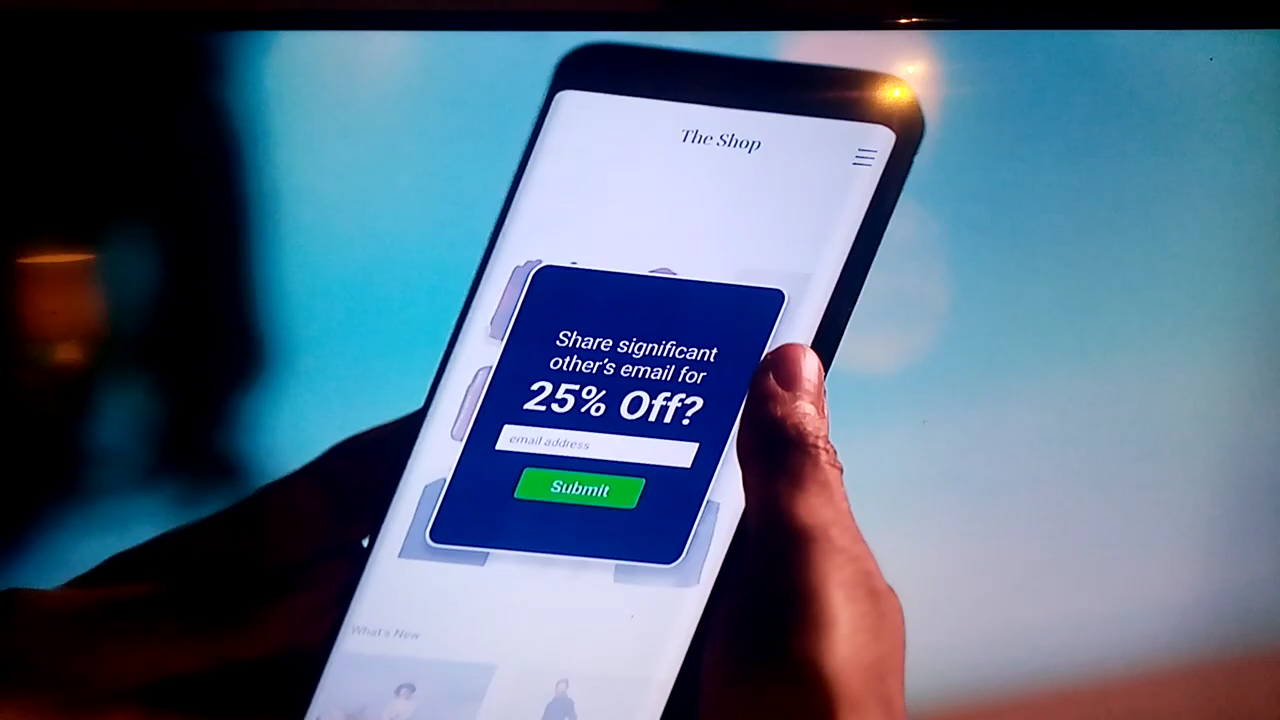 The Shop
Share significant
other's email for
25% Off?
email address
Submit
What's New